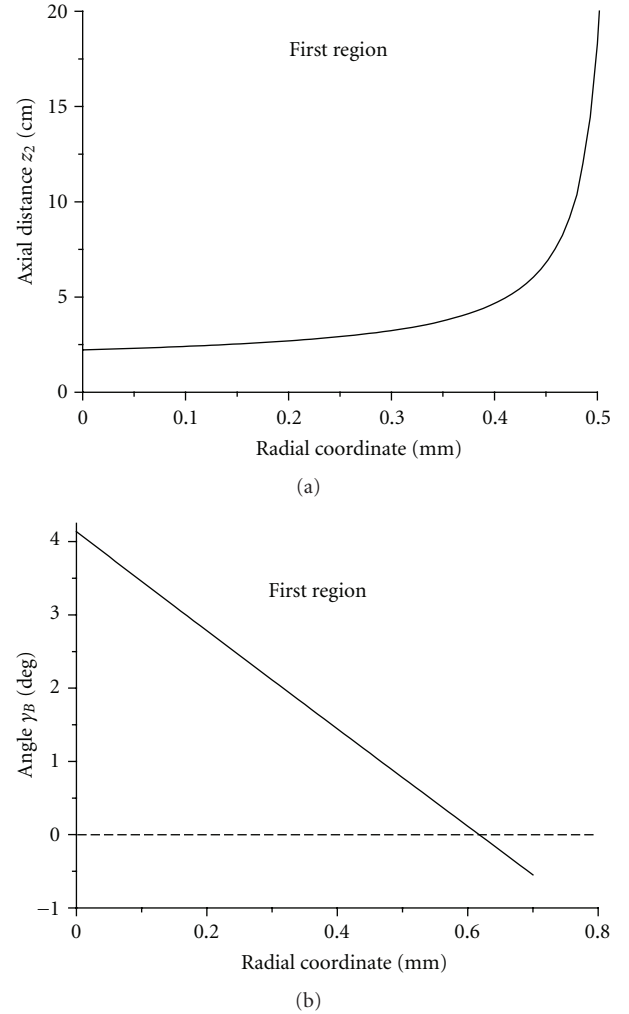 20
15
10
5
0
Axial distance z₂ (cm)
First region
0 0.1 0.2 0.3 0.4 0.5
Radial coordinate (mm)
(a)
4
3
2
1
0
−1
Angle γB (deg)
First region
0 0.2 0.4 0.6 0.8
Radial coordinate (mm)
(b)